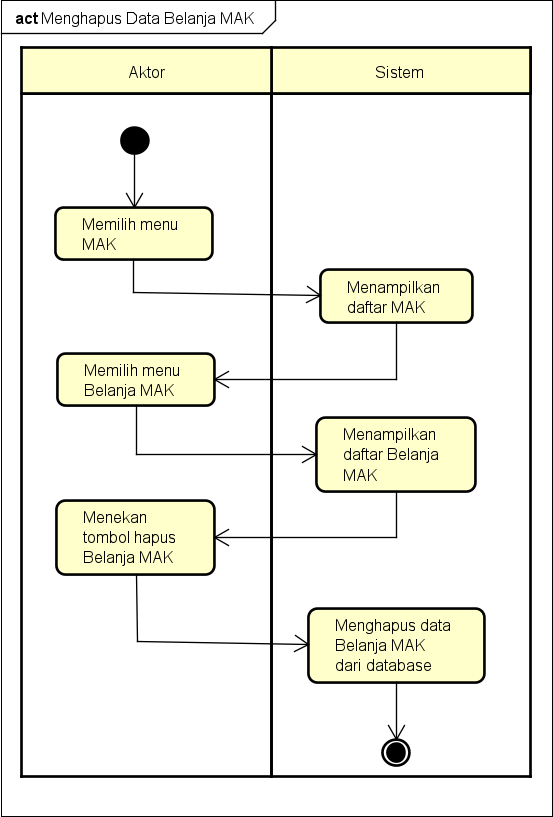 act Menghapus Data Belanja MAK
Aktor
Sistem
Memilih menu
MAK
Menampilkan
daftar MAK
Memilih menu
Belanja MAK
Menampilkan
daftar Belanja
MAK
Menekan
tombol hapus
Belanja MAK
Menghapus data
Belanja MAK
dari database